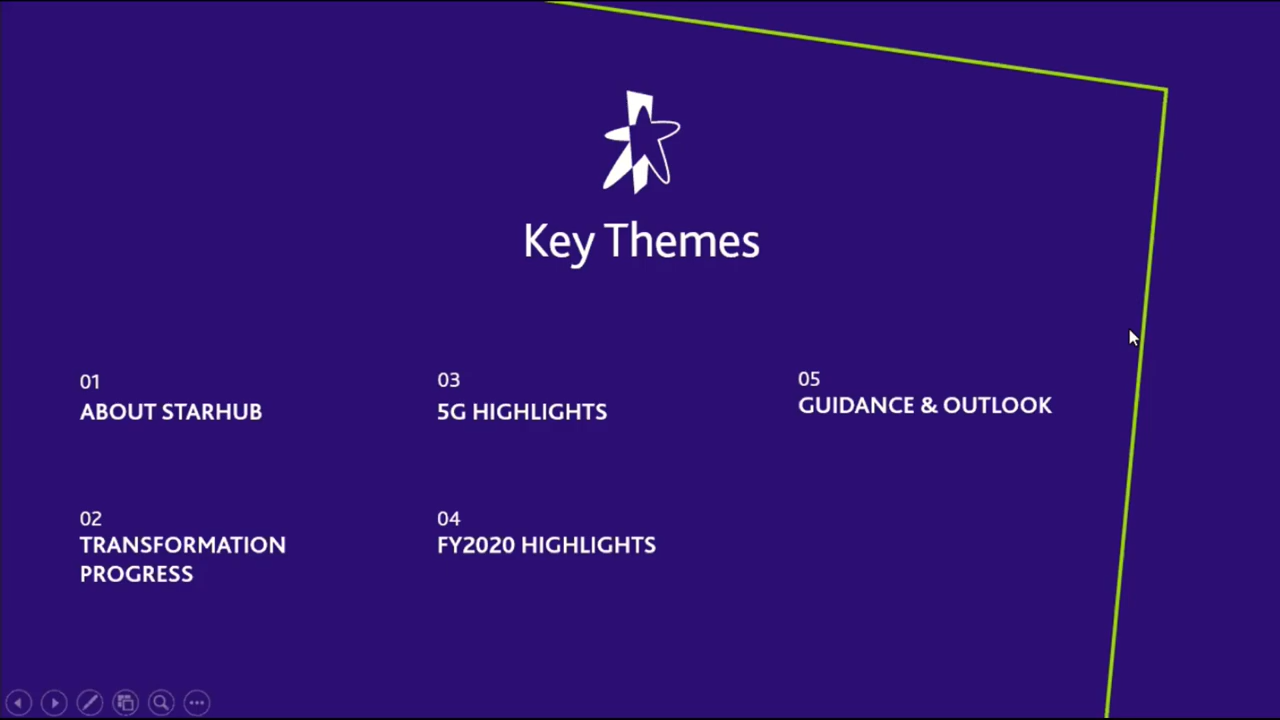 Key Themes
01
ABOUT STARHUB
02
TRANSFORMATION
PROGRESS
03
5G HIGHLIGHTS
04
FY2020 HIGHLIGHTS
05
GUIDANCE & OUTLOOK